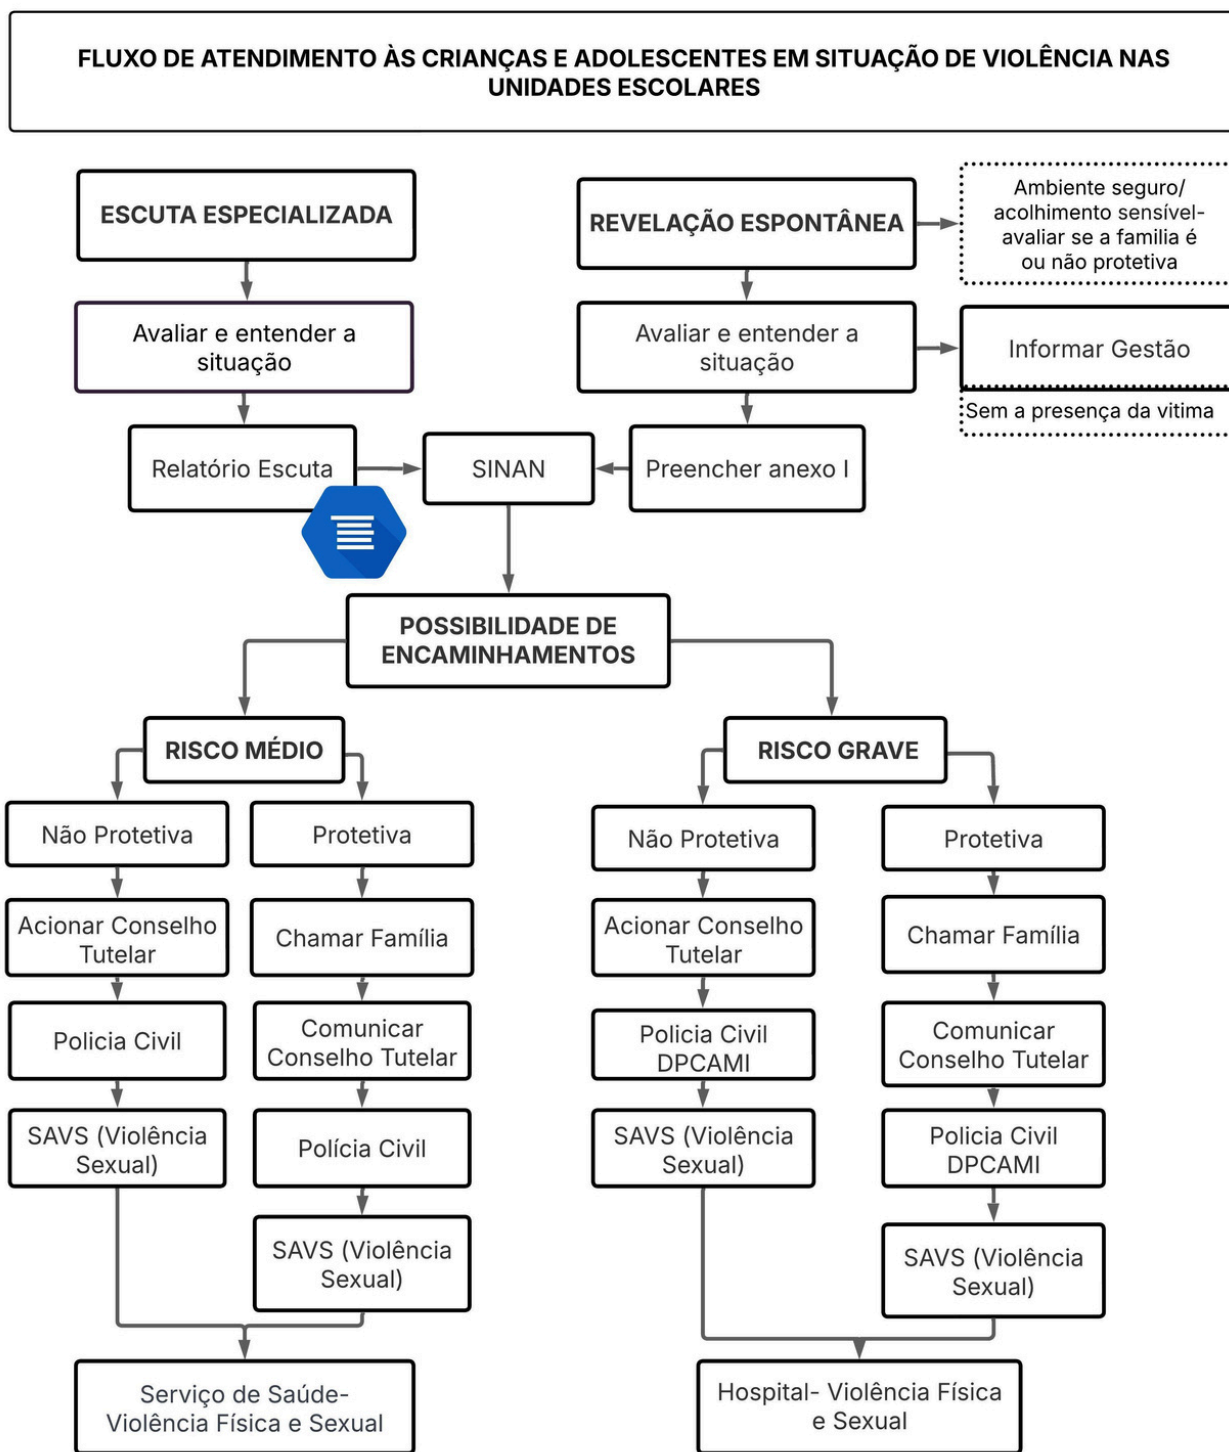 FLUXO DE ATENDIMENTO ÀS CRIANÇAS E ADOLESCENTES EM SITUAÇÃO DE VIOLÊNCIA NAS
UNIDADES ESCOLARES
ESCUTA ESPECIALIZADA
REVELAÇÃO ESPONTÂNEA
Ambiente seguro/
acolhimento sensível-
avaliar se a familia é
ou não protetiva
Avaliar e entender a
situação
Avaliar e entender a
situação
Informar Gestão
Sem a presença da vitima
Relatório Escuta
SINAN
Preencher anexo I
POSSIBILIDADE DE
ENCAMINHAMENTOS
RISCO MÉDIO
RISCO GRAVE
Não Protetiva
Protetiva
Não Protetiva
Protetiva
Acionar Conselho
Tutelar
Chamar Família
Acionar Conselho
Tutelar
Chamar Família
Policia Civil
Comunicar
Conselho Tutelar
Policia Civil
DPCAMI
Comunicar
Conselho Tutelar
SAVS (Violência
Sexual)
Polícia Civil
SAVS (Violência
Sexual)
Policia Civil
DPCAMI
SAVS (Violência
Sexual)
SAVS (Violência
Sexual)
Serviço de Saúde-
Violência Física e Sexual
Hospital- Violência Física
e Sexual